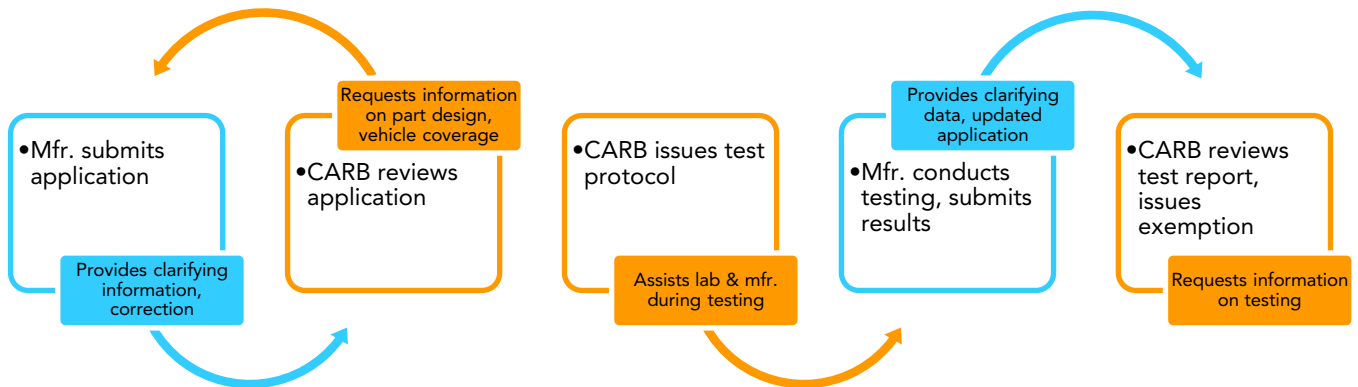 •Mfr. submits
application
Provides clarifying
information,
correction
Requests information
on part design,
vehicle coverage
•CARB reviews
application
•CARB issues test
protocol
Assists lab & mfr.
during testing
Provides clarifying
data, updated
application
•Mfr. conducts
testing, submits
results
•CARB reviews
test report,
issues
exemption
Requests information
on testing